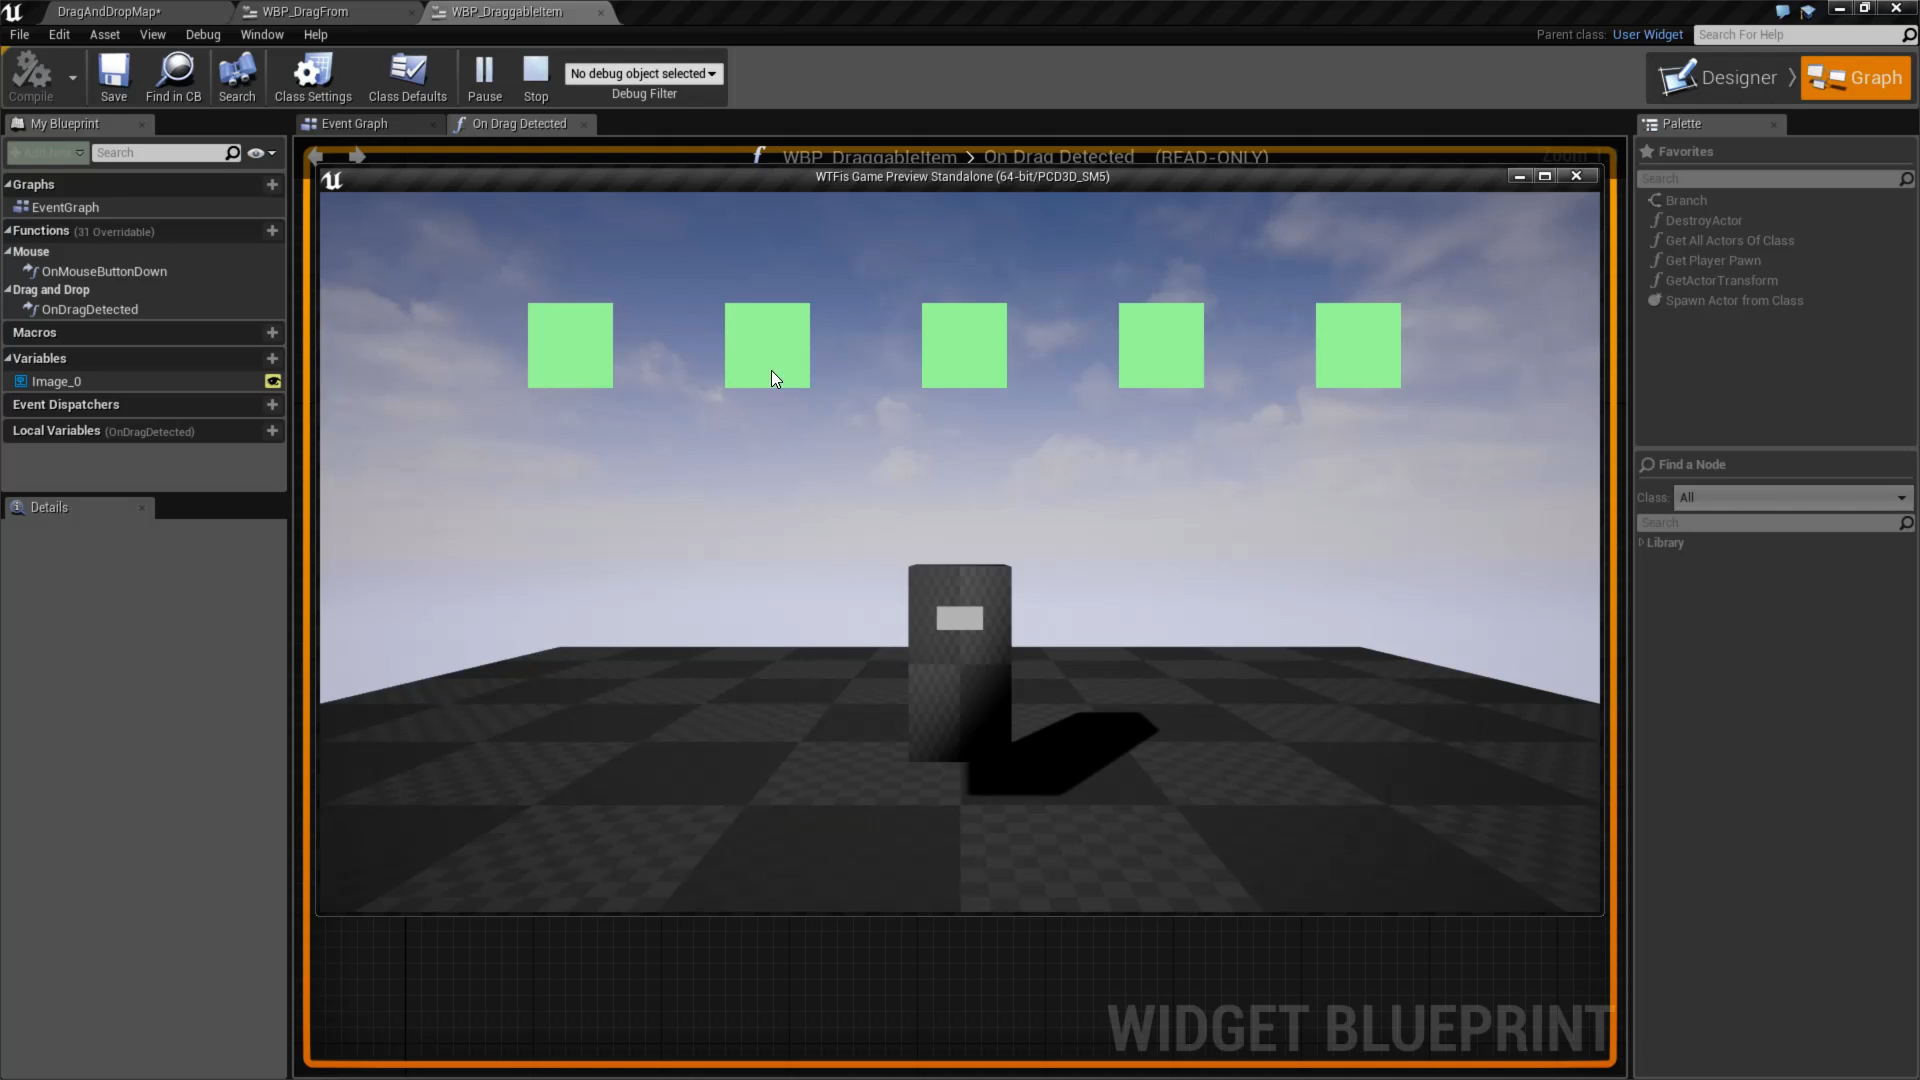 DragAndDropMap*
WBP_DragFrom
WBP_DraggableItem
File
Edit
Asset
View
Debug
Window
Help
Parent class: User Widget
Search For Help
Compile
Save
Find in CB
Search
Class Settings
Class Defaults
Pause
Stop
No debug object selected
Debug Filter
Designer
Graph
My Blueprint
Event Graph
On Drag Detected
Palette
Add New
Search
WBP_DraggableItem > On Drag Detected (READ-ONLY)
Zoom
WTFis Game Preview Standalone (64-bit/PCD3D_SM5)
Graphs
EventGraph
Functions (31 Overridable)
Mouse
OnMouseButtonDown
Drag and Drop
OnDragDetected
Macros
Variables
Image_0
Event Dispatchers
Local Variables (OnDragDetected)
Details
Favorites
Search
Branch
DestroyActor
Get All Actors Of Class
Get Player Pawn
GetActorTransform
Spawn Actor from Class
Find a Node
Class: All
Search
Library
WIDGET BLUEPRINT